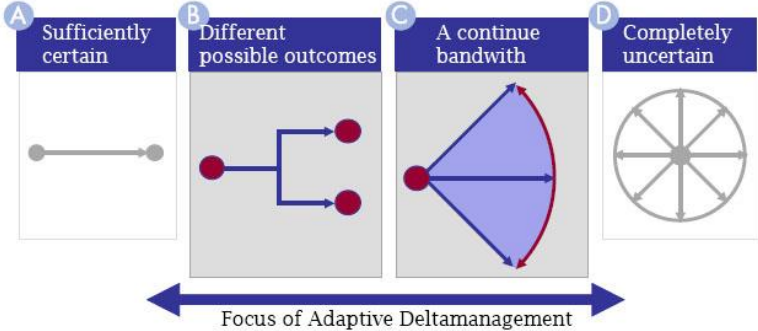 A
Sufficiently
certain
B
Different
possible outcomes
C
A continue
bandwith
D
Completely
uncertain
Focus of Adaptive Deltamanagement